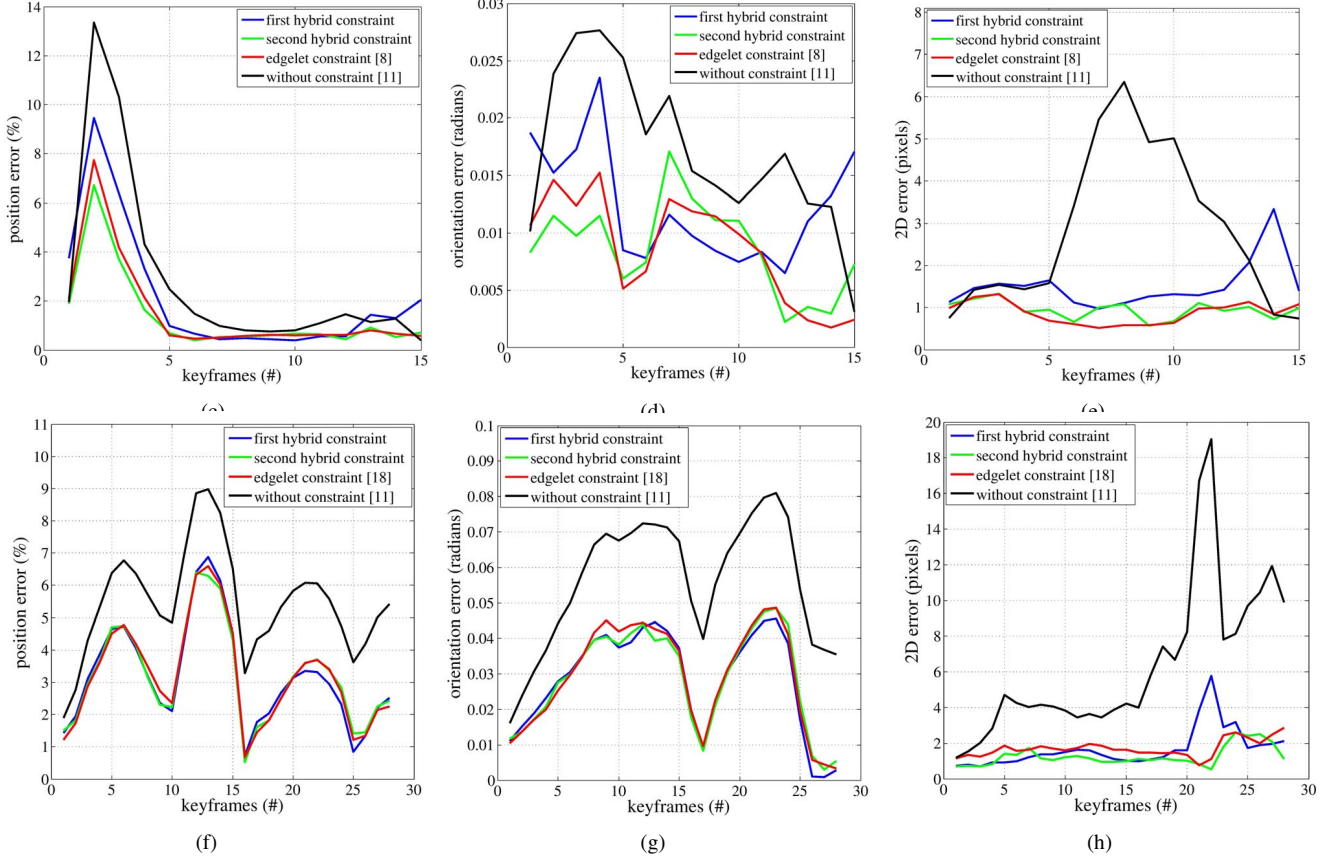 14
12
10
8
6
4
2
0
position error (%)
first hybrid constraint
second hybrid constraint
edgelet constraint [8]
without constraint [11]
0
5
10
15
keyframes (#)
0.03
0.025
0.02
0.015
0.01
0.005
0
orientation error (radians)
first hybrid constraint
second hybrid constraint
edgelet constraint [8]
without constraint [11]
0
5
10
15
keyframes (#)
(d)
8
7
6
5
4
3
2
1
0
2D error (pixels)
first hybrid constraint
second hybrid constraint
edgelet constraint [8]
without constraint [11]
0
5
10
15
keyframes (#)
11
10
9
8
7
6
5
4
3
2
1
0
position error (%)
first hybrid constraint
second hybrid constraint
edgelet constraint [18]
without constraint [11]
0
5
10
15
20
25
30
keyframes (#)
(f)
0.1
0.09
0.08
0.07
0.06
0.05
0.04
0.03
0.02
0.01
0
orientation error (radians)
first hybrid constraint
second hybrid constraint
edgelet constraint [18]
without constraint [11]
0
5
10
15
20
25
30
keyframes (#)
(g)
20
18
16
14
12
10
8
6
4
2
0
2D error (pixels)
first hybrid constraint
second hybrid constraint
edgelet constraint [18]
without constraint [11]
0
5
10
15
20
25
30
keyframes (#)
(h)